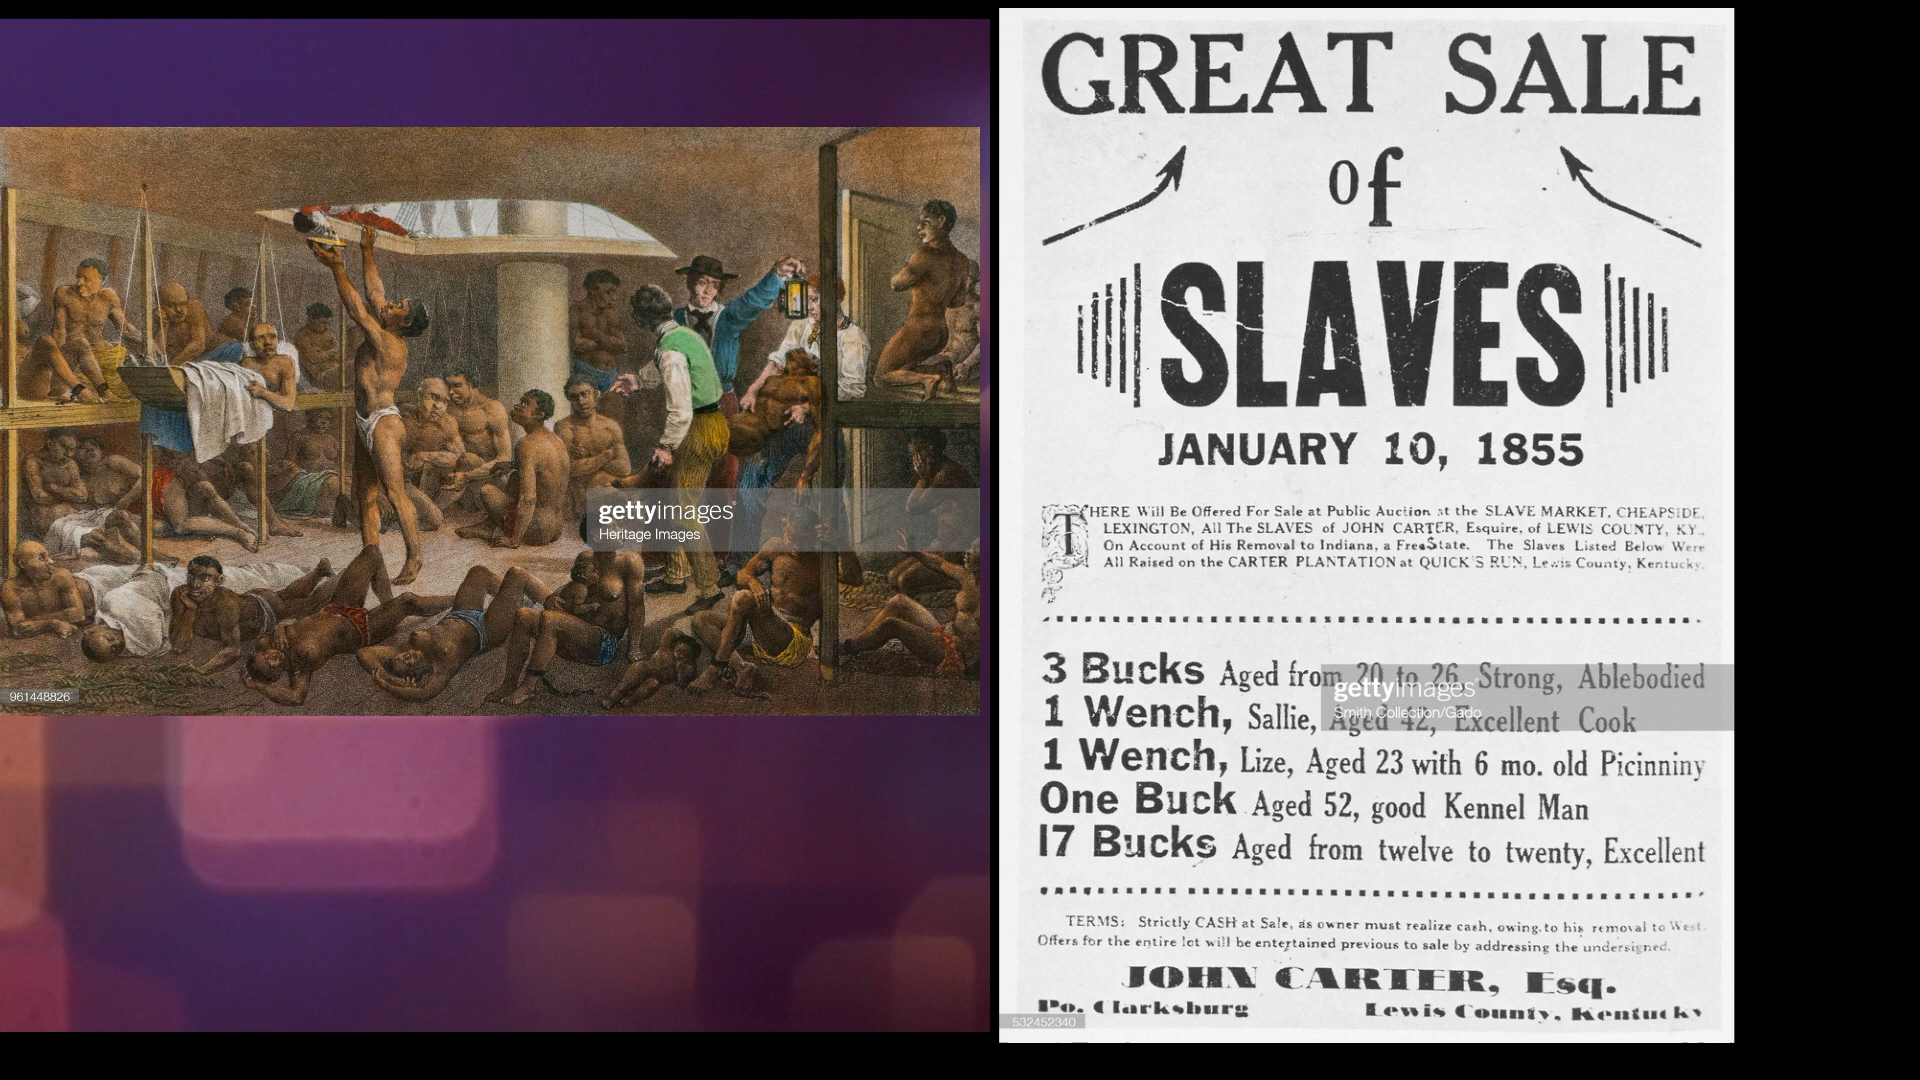 gettyimages®
Heritage Images
961448826
GREAT SALE
of
SLAVES
JANUARY 10, 1855
THERE Will Be Offered For Sale at Public Auction at the SLAVE MARKET, CHEAPSIDE,
LEXINGTON, All The SLAVES of JOHN CARTER, Esquire, of LEWIS COUNTY, KY.,
On Account of His Removal to Indiana, a Free State. The Slaves Listed Below Were
All Raised on the CARTER PLANTATION at QUICK'S RUN, Lewis County, Kentucky.
3 Bucks Aged from 20 to 26, Strong, Ablebodied
1 Wench, Sallie, Aged 42, Excellent Cook
1 Wench, Lize, Aged 23 with 6 mo. old Picinniny
One Buck Aged 52, good Kennel Man
17 Bucks Aged from twelve to twenty, Excellent
gettyimages®
Smith Collection/Gado
TERMS: Strictly CASH at Sale, as owner must realize cash, owing to his removal to West.
Offers for the entire lot will be entertained previous to sale by addressing the undersigned.
JOHN CARTER, Esq.
Po. Clarksburg Lewis County, Kentucky
532452340